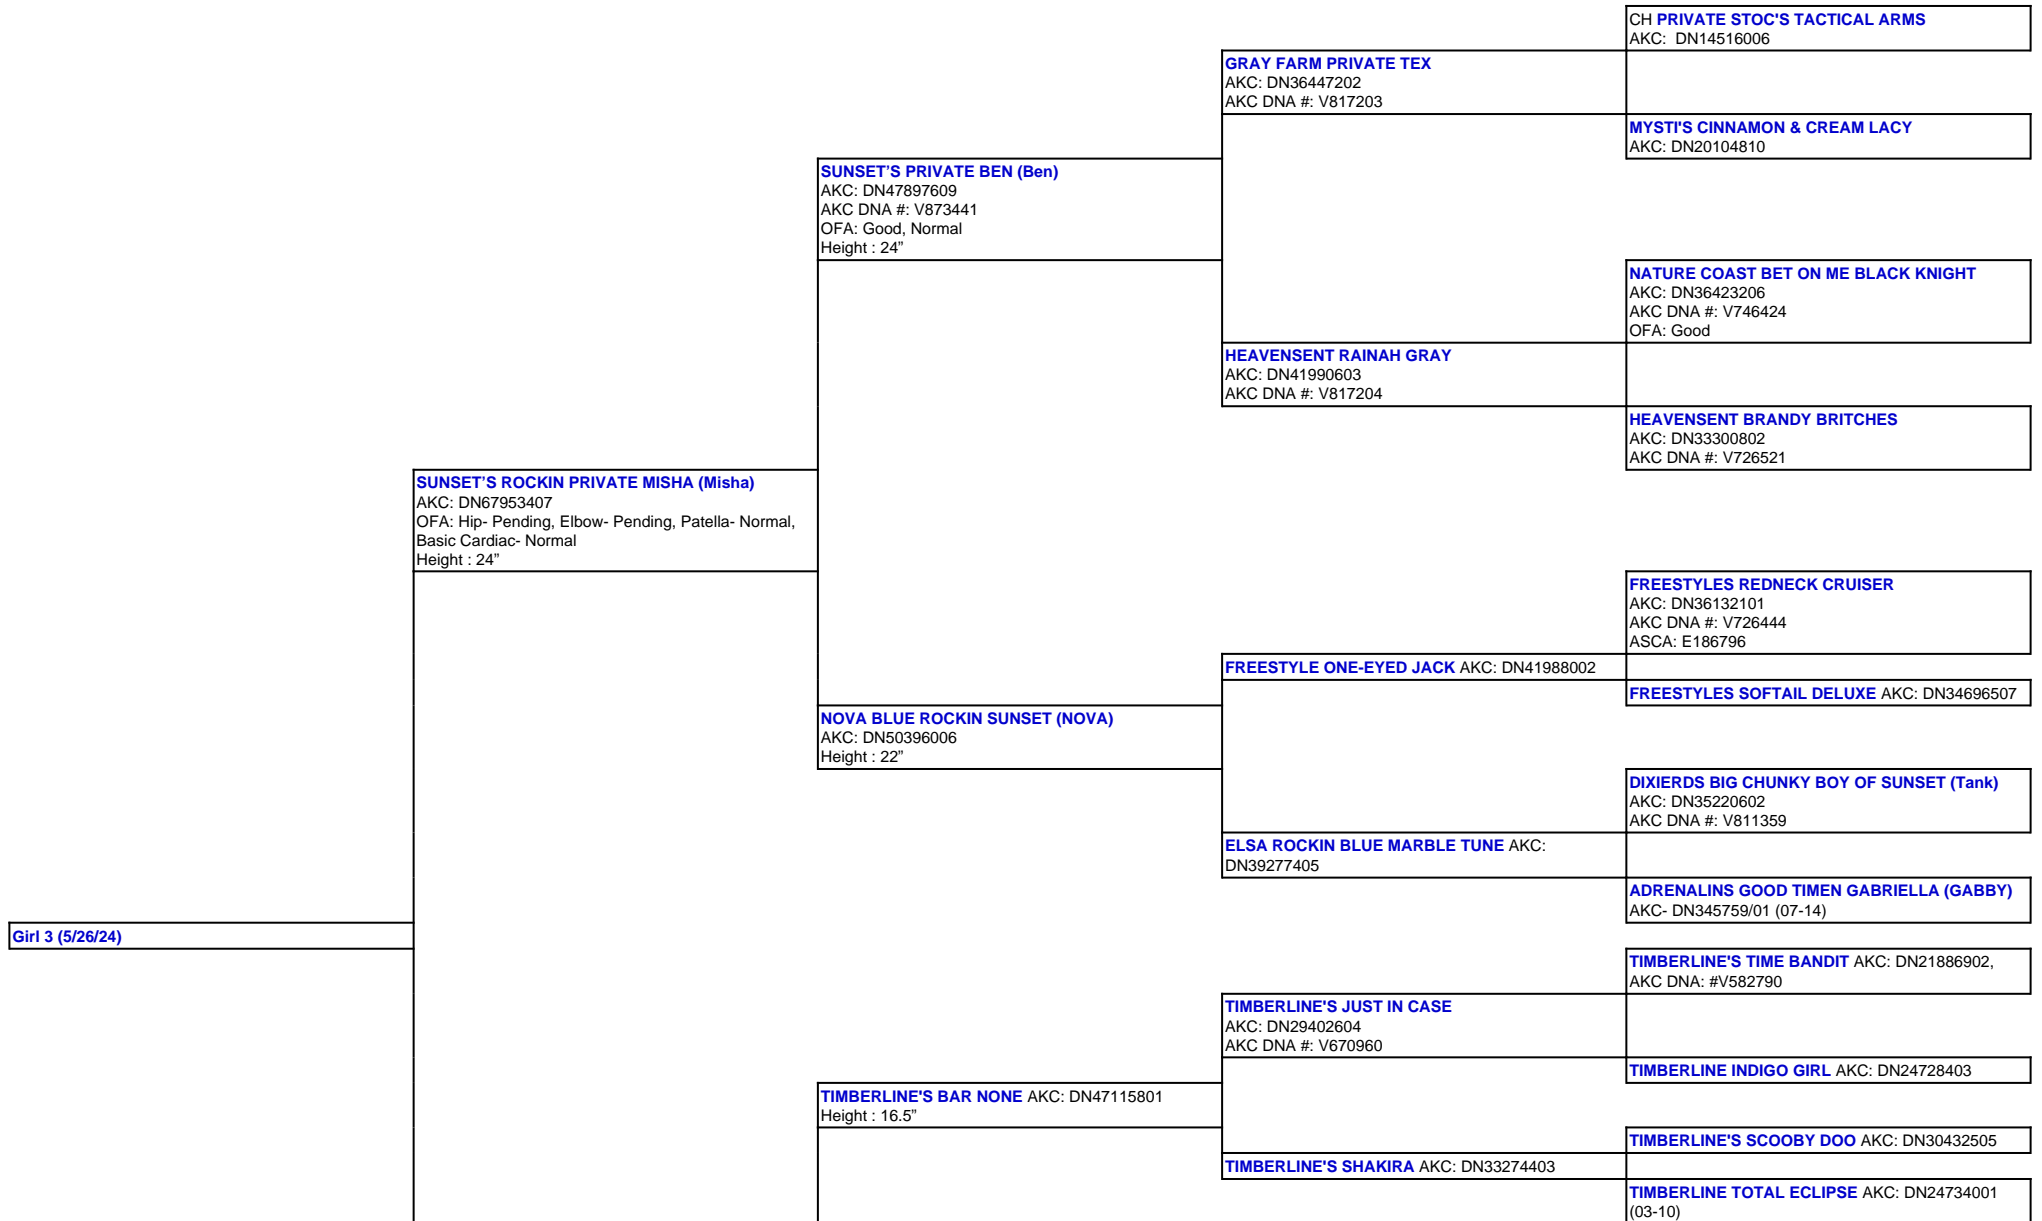 CH PRIVATE STOC'S TACTICAL ARMS
AKC:  DN14516006
GRAY FARM PRIVATE TEX
AKC: DN36447202
AKC DNA #: V817203
MYSTI'S CINNAMON & CREAM LACY
AKC: DN20104810
SUNSET’S PRIVATE BEN (Ben)
AKC: DN47897609
AKC DNA #: V873441
OFA: Good, Normal
Height : 24”
NATURE COAST BET ON ME BLACK KNIGHT
AKC: DN36423206
AKC DNA #: V746424
OFA: Good
HEAVENSENT RAINAH GRAY
AKC: DN41990603
AKC DNA #: V817204
HEAVENSENT BRANDY BRITCHES
AKC: DN33300802
AKC DNA #: V726521
SUNSET’S ROCKIN PRIVATE MISHA (Misha)
AKC: DN67953407
OFA: Hip- Pending, Elbow- Pending, Patella- Normal,
Basic Cardiac- Normal
Height : 24”
FREESTYLES REDNECK CRUISER
AKC: DN36132101
AKC DNA #: V726444
ASCA: E186796
FREESTYLE ONE-EYED JACK AKC: DN41988002
FREESTYLES SOFTAIL DELUXE AKC: DN34696507
NOVA BLUE ROCKIN SUNSET (NOVA)
AKC: DN50396006
Height : 22”
DIXIERDS BIG CHUNKY BOY OF SUNSET (Tank)
AKC: DN35220602
AKC DNA #: V811359
ELSA ROCKIN BLUE MARBLE TUNE AKC:
DN39277405
ADRENALINS GOOD TIMEN GABRIELLA (GABBY)
AKC- DN345759/01 (07-14)
Girl 3 (5/26/24)
TIMBERLINE'S TIME BANDIT AKC: DN21886902,
AKC DNA: #V582790
TIMBERLINE'S JUST IN CASE
AKC: DN29402604
AKC DNA #: V670960
TIMBERLINE INDIGO GIRL AKC: DN24728403
TIMBERLINE'S BAR NONE AKC: DN47115801
Height : 16.5”
TIMBERLINE'S SCOOBY DOO AKC: DN30432505
TIMBERLINE'S SHAKIRA AKC: DN33274403
TIMBERLINE TOTAL ECLIPSE AKC: DN24734001
(03-10)